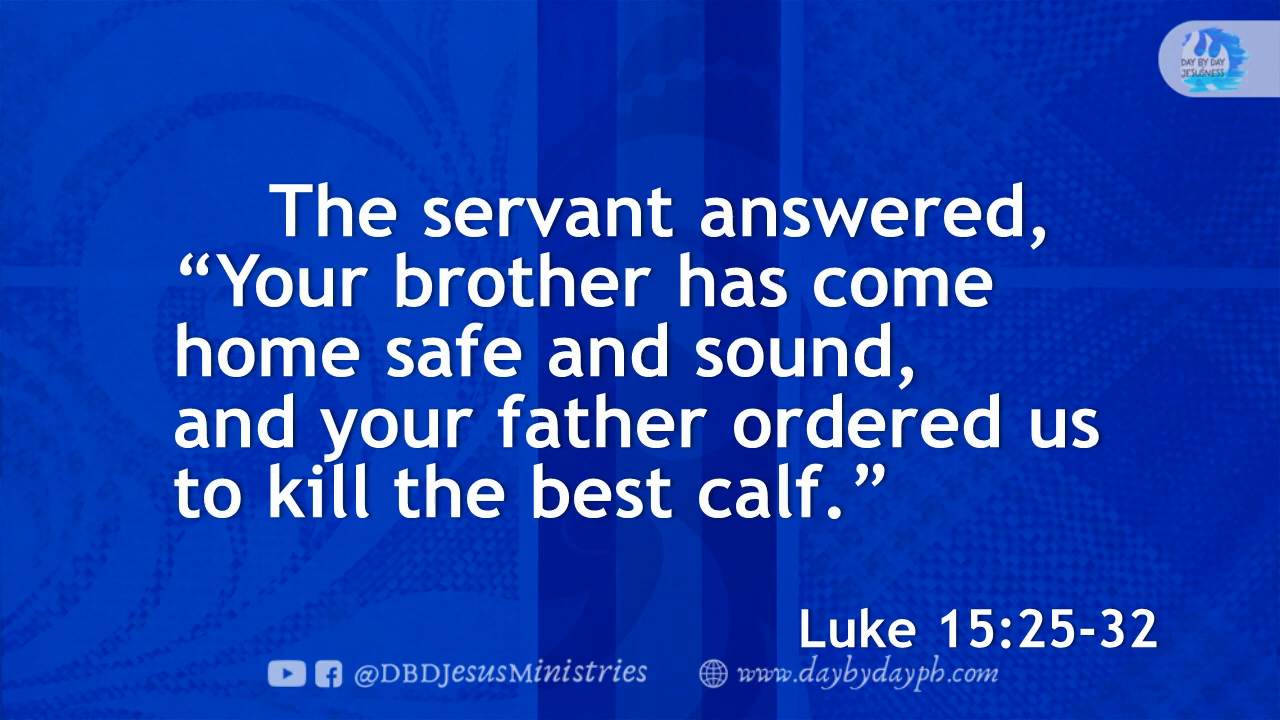 DAY BY DAY
JESUSNESS
The servant answered,
“Your brother has come
home safe and sound,
and your father ordered us
to kill the best calf.”
Luke 15:25-32
@DBDJesusMinistries
www.daybydayph.com